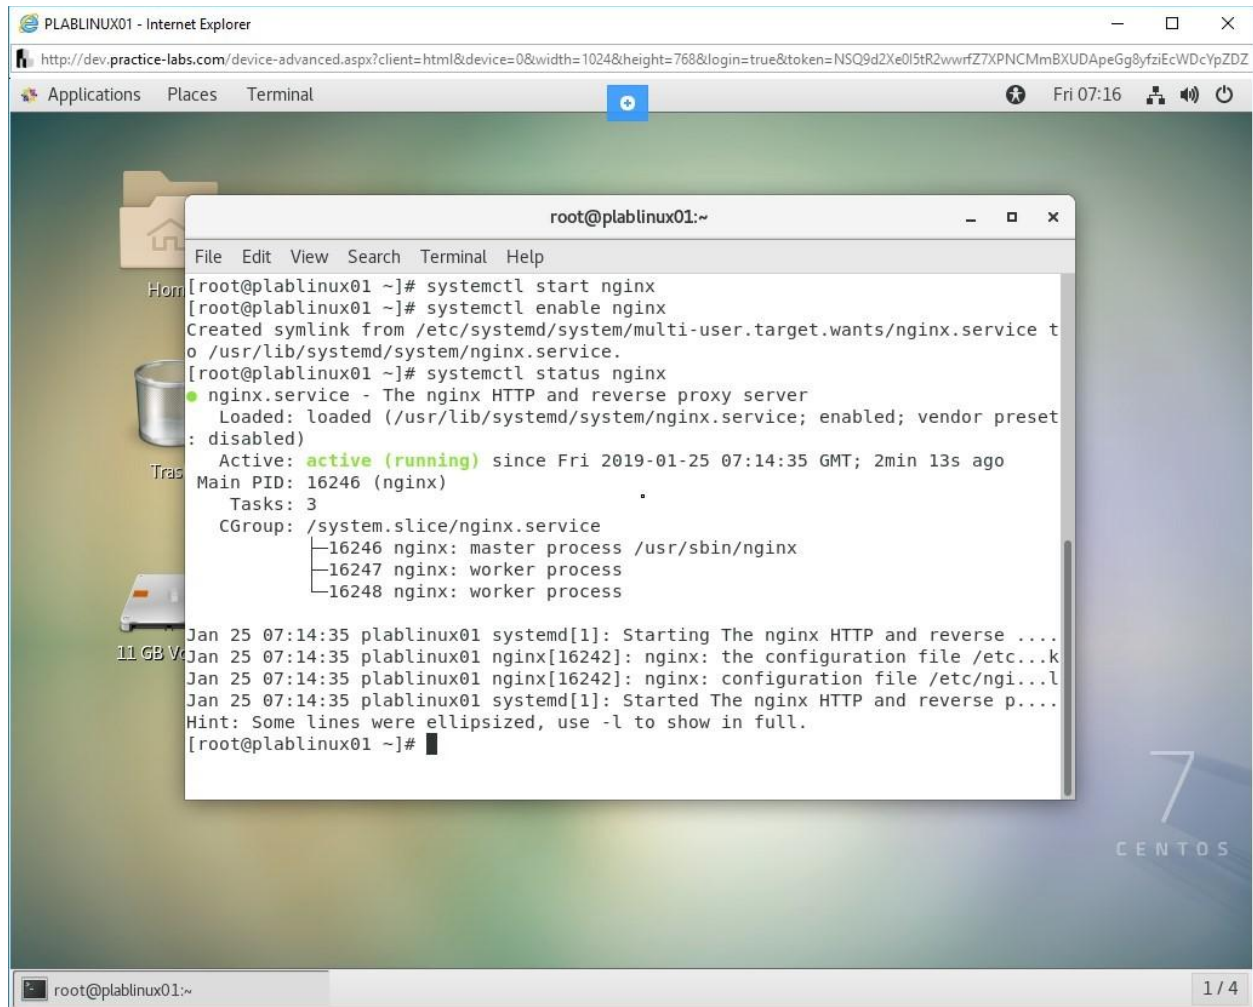 PLABLINUX01 - Internet Explorer
http://dev.practice-labs.com/device-advanced.aspx?client=html&device=0&width=1024&height=768&login=true&token=
Applications Places Terminal Fri 07:16
root@plablinux01:~
File Edit View Search Terminal Help
[root@plablinux01 ~]# systemctl start nginx
[root@plablinux01 ~]# systemctl enable nginx
Created symlink from /etc/systemd/system/multi-user.target.wants/nginx.service t
o /usr/lib/systemd/system/nginx.service.
[root@plablinux01 ~]# systemctl status nginx
● nginx.service - The nginx HTTP and reverse proxy server
Loaded: loaded (/usr/lib/systemd/system/nginx.service; enabled; vendor preset
: disabled)
Active: active (running) since Fri 2019-01-25 07:14:35 GMT; 2min 13s ago
Main PID: 16246 (nginx)
Tasks: 3
CGroup: /system.slice/nginx.service
├─16246 nginx: master process /usr/sbin/nginx
├─16247 nginx: worker process
└─16248 nginx: worker process
Jan 25 07:14:35 plablinux01 systemd[1]: Starting The nginx HTTP and reverse ....
Jan 25 07:14:35 plablinux01 nginx[16242]: nginx: the configuration file /etc...k
Jan 25 07:14:35 plablinux01 nginx[16242]: nginx: configuration file /etc/ngi...l
Jan 25 07:14:35 plablinux01 systemd[1]: Started The nginx HTTP and reverse p....
Hint: Some lines were ellipsized, use -l to show in full.
[root@plablinux01 ~]#
Hom
Tras
11 GB Vo
7
CENTOS
root@plablinux01:~ 1 / 4